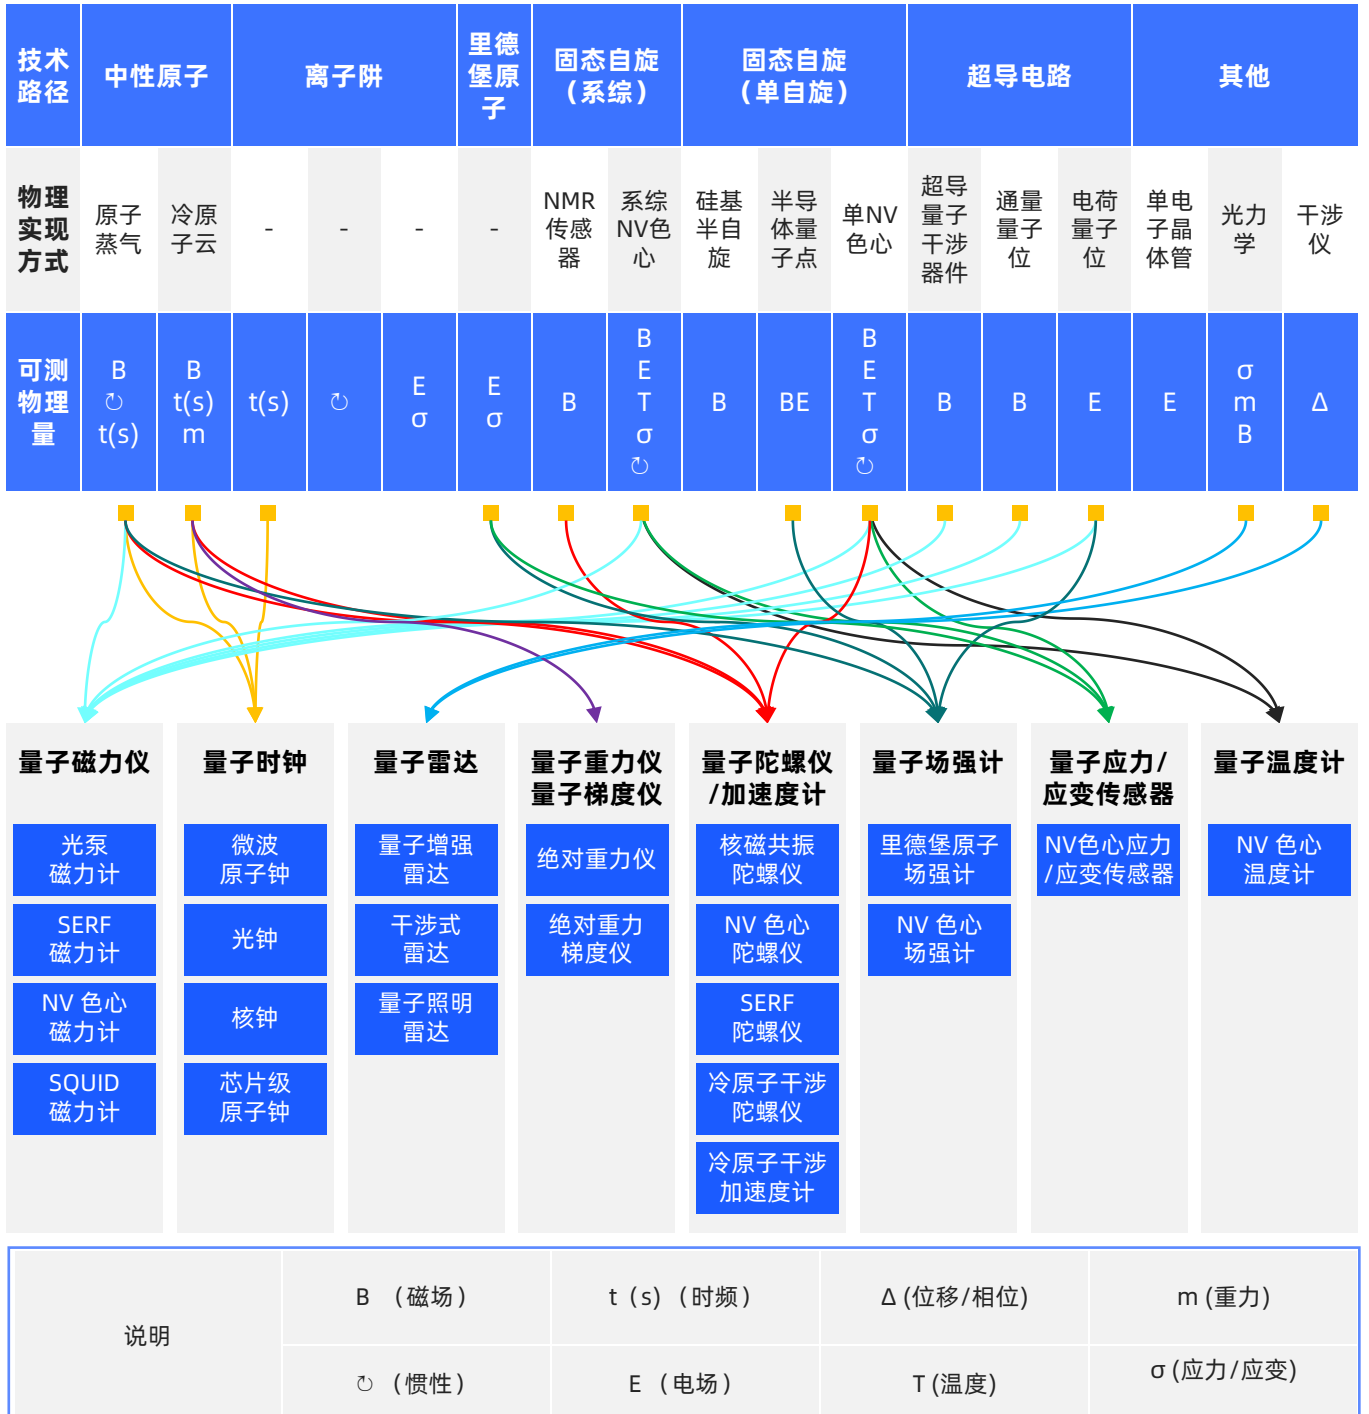 技术
路径
中性原子
离子阱
里德
堡原
子
固态自旋
（系综）
固态自旋
（单自旋）
超导电路
其他
物理
实现
方式
原子
蒸气
冷原
子云
-
-
-
-
NMR
传感
器
系综
NV色
心
硅基
半自
旋
半导
体量
子点
单NV
色心
超导
量子
干涉
器件
通量
量子
位
电荷
量子
位
单电
子晶
体管
光力
学
干涉
仪
可测
物理
量
B
↻
t(s)
B
t(s)
m
t(s)
↻
E
σ
E
σ
B
B
E
T
σ
↻
B
BE
B
E
T
σ
↻
B
B
E
E
σ
m
B
Δ
量子磁力仪
光泵
磁力计
SERF
磁力计
NV 色心
磁力计
SQUID
磁力计
量子时钟
微波
原子钟
光钟
核钟
芯片级
原子钟
量子雷达
量子增强
雷达
干涉式
雷达
量子照明
雷达
量子重力仪
量子梯度仪
绝对重力仪
绝对重力
梯度仪
量子陀螺仪
/加速度计
核磁共振
陀螺仪
NV 色心
陀螺仪
SERF
陀螺仪
冷原子干涉
陀螺仪
冷原子干涉
加速度计
量子场强计
里德堡原子
场强计
NV 色心
场强计
量子应力/
应变传感器
NV色心应力
/应变传感器
量子温度计
NV 色心
温度计
说明
B （磁场）
t（s)（时频）
Δ (位移/相位)
m (重力)
↻ （惯性）
E （电场）
T (温度)
σ (应力/应变)